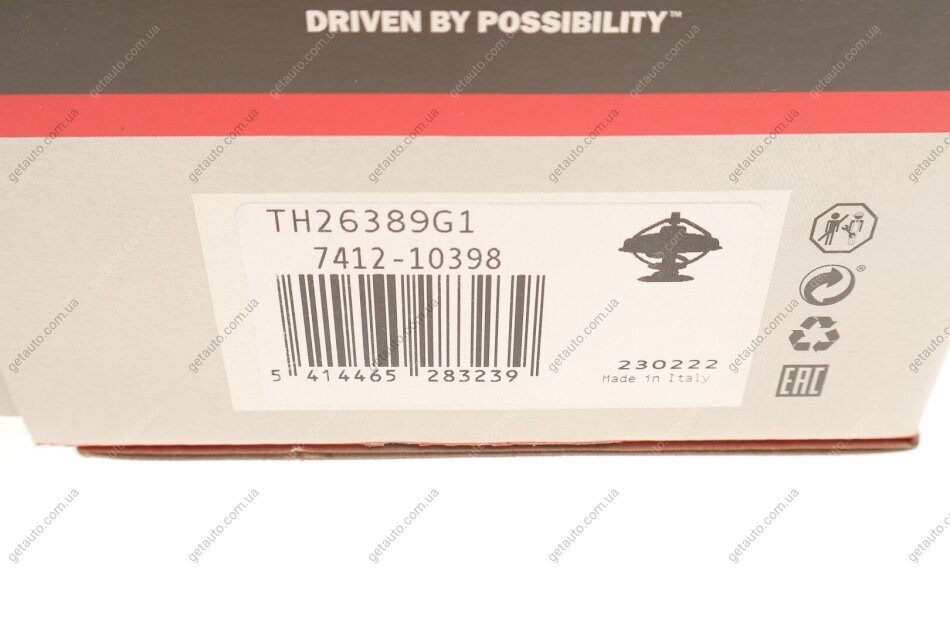 DRIVEN BY POSSIBILITY™
TH26389G1
7412-10398
5 414465 283239
230222
Made in Italy
®
EAC
getauto.com.ua